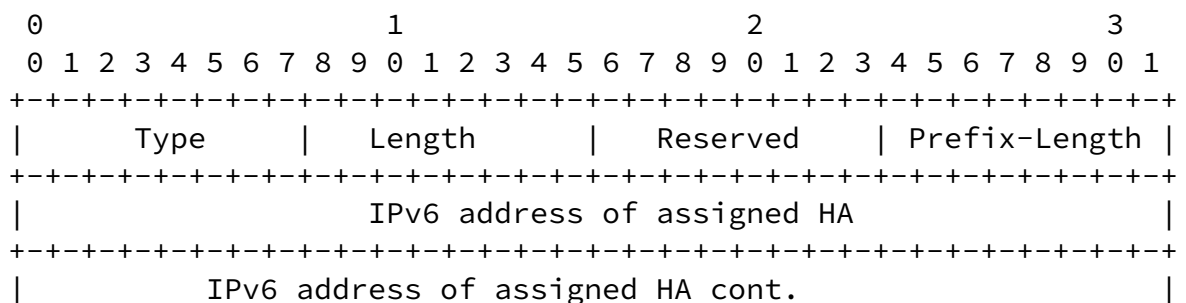 0                   1                   2                   3
 0 1 2 3 4 5 6 7 8 9 0 1 2 3 4 5 6 7 8 9 0 1 2 3 4 5 6 7 8 9 0 1
+-+-+-+-+-+-+-+-+-+-+-+-+-+-+-+-+-+-+-+-+-+-+-+-+-+-+-+-+-+-+-+-+
|      Type     |   Length      |   Reserved    | Prefix-Length |
+-+-+-+-+-+-+-+-+-+-+-+-+-+-+-+-+-+-+-+-+-+-+-+-+-+-+-+-+-+-+-+-+
|                   IPv6 address of assigned HA                 |
+-+-+-+-+-+-+-+-+-+-+-+-+-+-+-+-+-+-+-+-+-+-+-+-+-+-+-+-+-+-+-+-+
|          IPv6 address of assigned HA cont.                    |